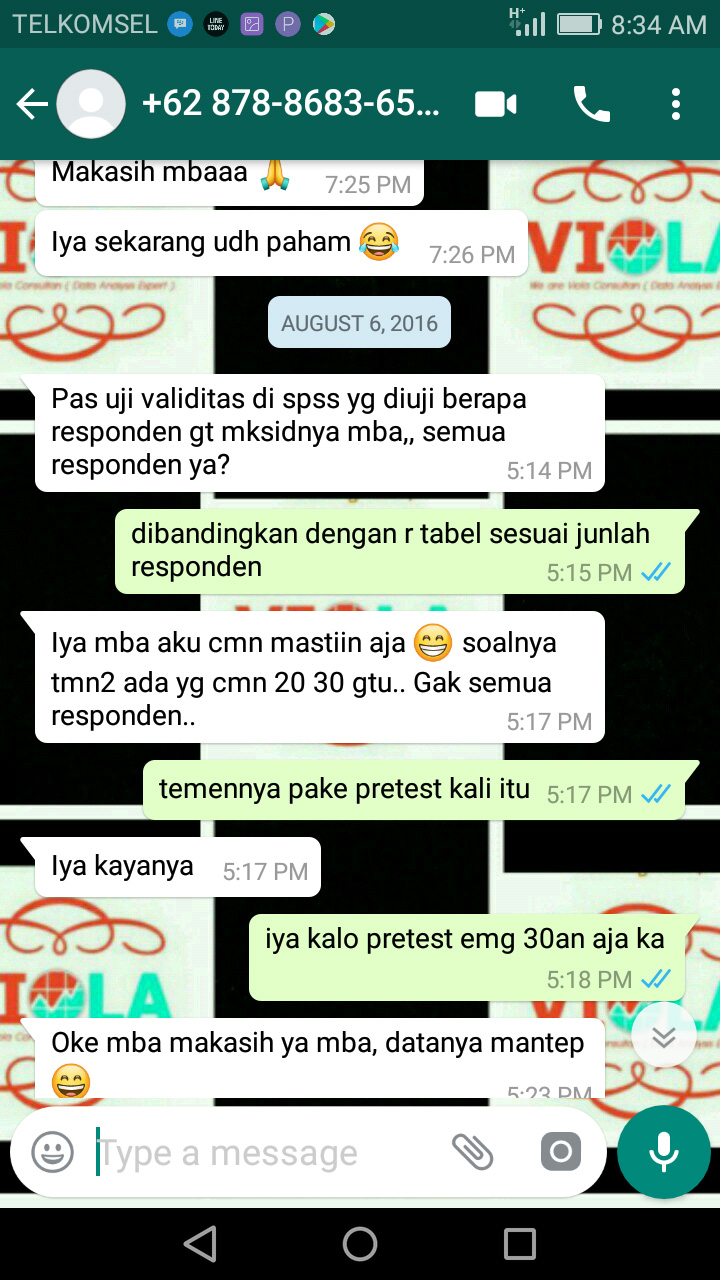 TELKOMSEL
LINE
TODAY
P
H+
8:34 AM
+62 878-8683-65...
Makasih mbaaa 🙏 7:25 PM
Iya sekarang udh paham 😂 7:26 PM
VIOLA
We are Viola Consultan ( Data Analysis Expert )
AUGUST 6, 2016
Pas uji validitas di spss yg diuji berapa
responden gt mksidnya mba,, semua
responden ya? 5:14 PM
dibandingkan dengan r tabel sesuai junlah
responden 5:15 PM
Iya mba aku cmn mastiin aja 😁 soalnya
tmn2 ada yg cmn 20 30 gtu.. Gak semua
responden.. 5:17 PM
temennya pake pretest kali itu 5:17 PM
Iya kayanya 5:17 PM
iya kalo pretest emg 30an aja ka
5:18 PM
VIOLA
Oke mba makasih ya mba, datanya mantep
😄 5:23 PM
Type a message